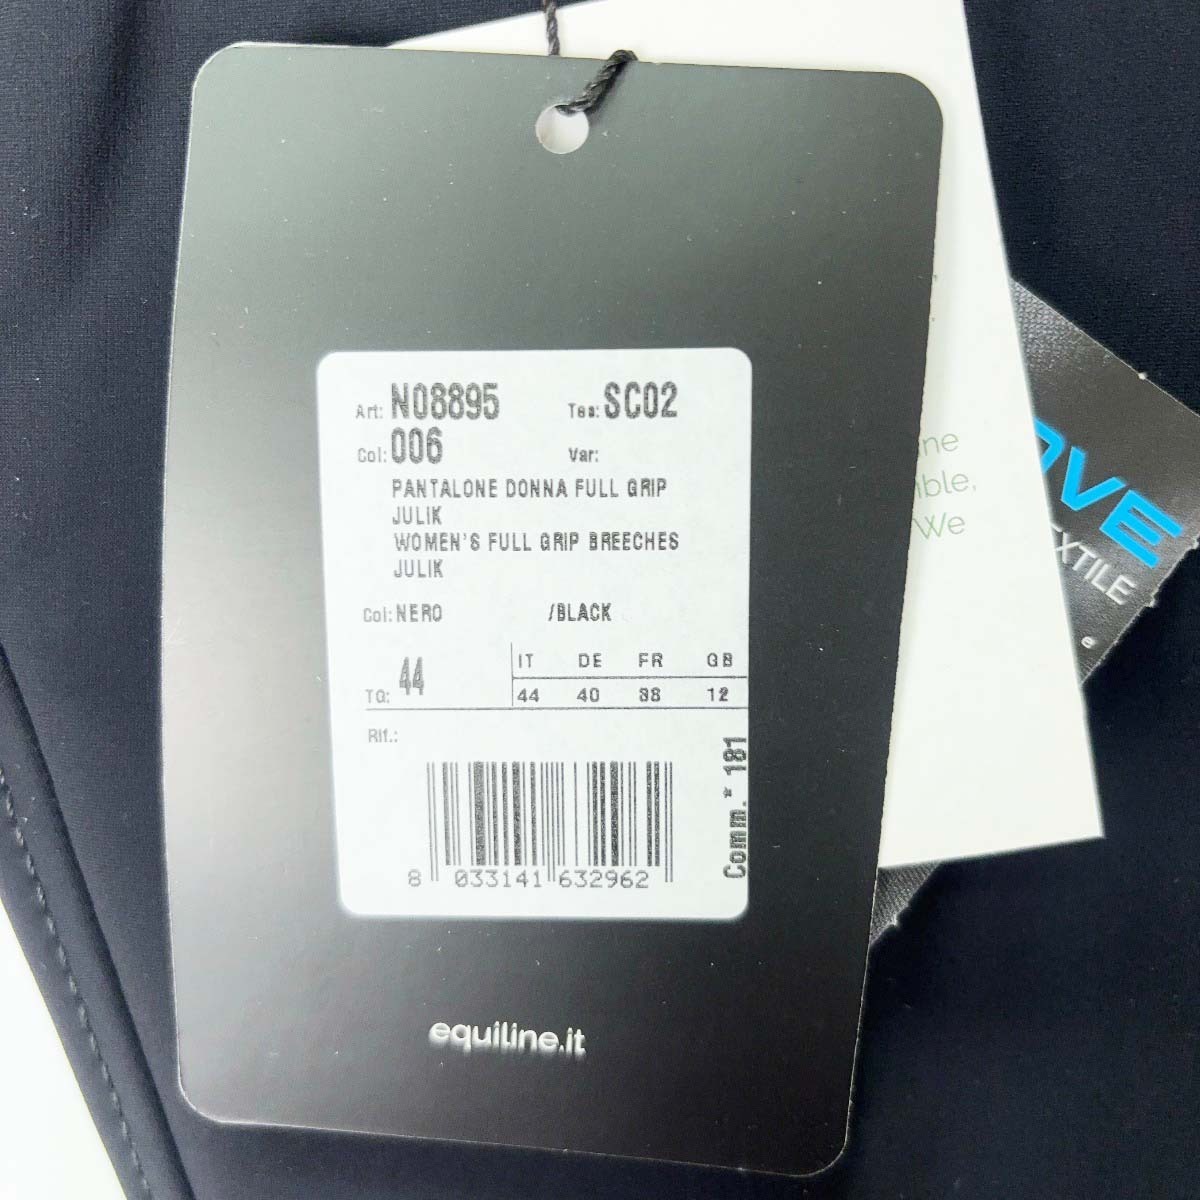 Art: N08895 Tes: SC02
Col: 006 Var:
PANTALONE DONNA FULL GRIP
JULIK
WOMEN'S FULL GRIP BREECHES
JULIK
Col: NERO /BLACK
TG: 44
IT DE FR GB
44 40 38 12
Rif.:
Comm.* 181
8 033141 632962
equiline.it
ne
ible,
We
OVE
EXTILE
e